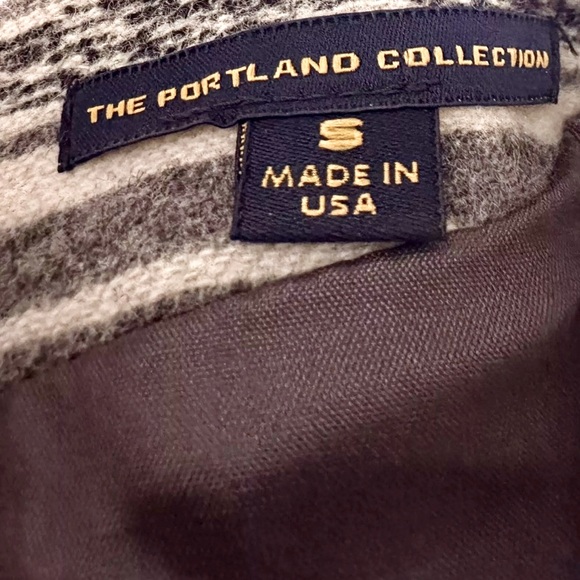 THE PORTLAND COLLECTION
S
MADE IN
USA